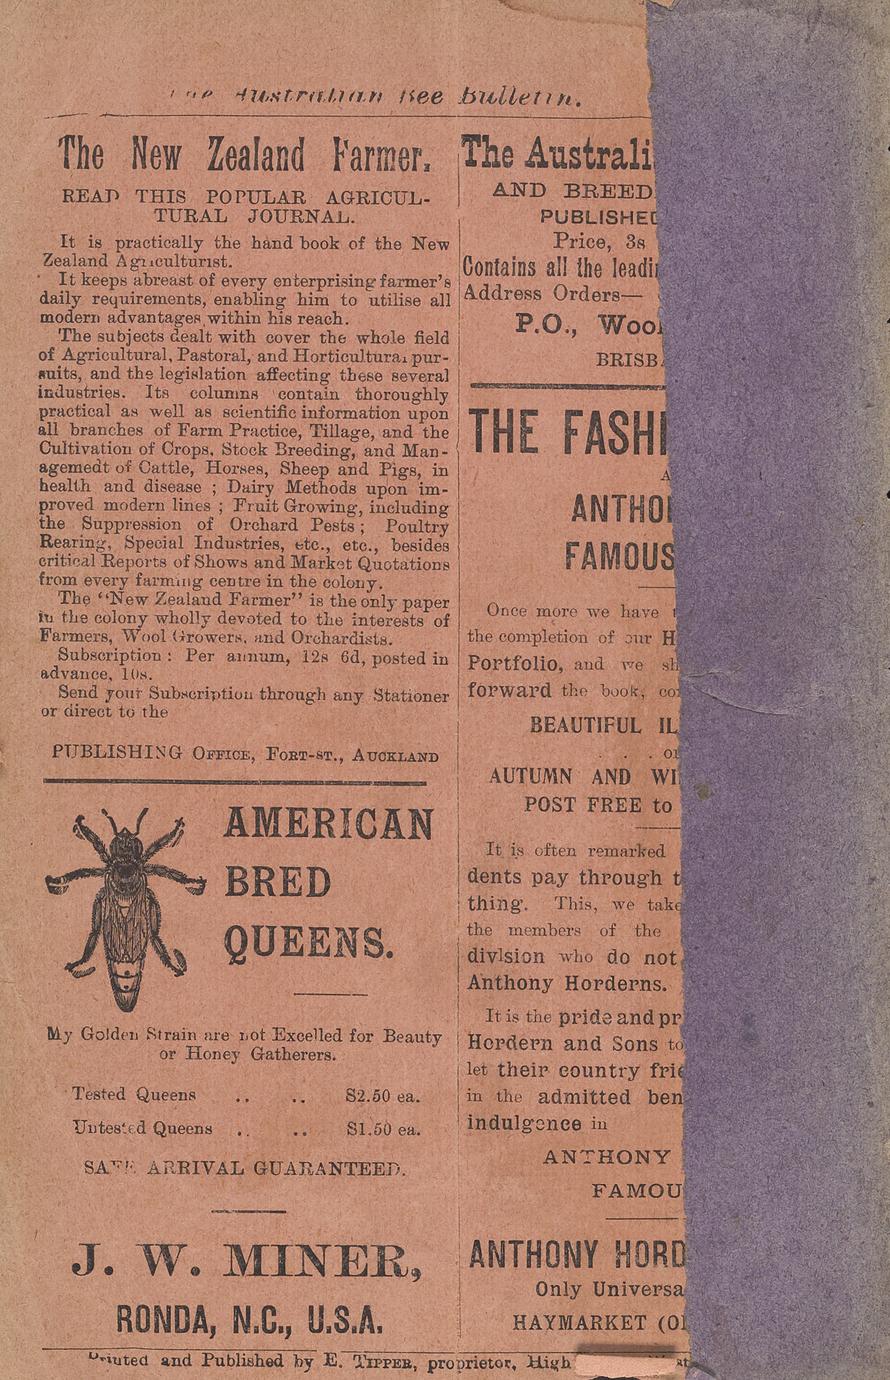 The Australian Bee Bulletin.
The New Zealand Farmer.
READ THIS POPULAR AGRICUL-
TURAL JOURNAL.
It is practically the hand book of the New
Zealand Agriculturist.
It keeps abreast of every enterprising farmer's
daily requirements, enabling him to utilise all
modern advantages within his reach.
The subjects dealt with cover the whole field
of Agricultural, Pastoral, and Horticultural pur-
suits, and the legislation affecting these several
industries. Its columns contain thoroughly
practical as well as scientific information upon
all branches of Farm Practice, Tillage, and the
Cultivation of Crops, Stock Breeding, and Man-
agemedt of Cattle, Horses, Sheep and Pigs, in
health and disease ; Dairy Methods upon im-
proved modern lines ; Fruit Growing, including
the Suppression of Orchard Pests ; Poultry
Rearing, Special Industries, etc., etc., besides
critical Reports of Shows and Market Quotations
from every farming centre in the colony.
The "New Zealand Farmer" is the only paper
in the colony wholly devoted to the interests of
Farmers, Wool Growers, and Orchardists.
Subscription : Per annum, 12s 6d, posted in
advance, 10s.
Send your Subscription through any Stationer
or direct to the
PUBLISHING OFFICE, FORT-ST., AUCKLAND
AMERICAN
BRED
QUEENS.
My Golden Strain are not Excelled for Beauty
or Honey Gatherers.
Tested Queens .. .. $2.50 ea.
Untested Queens .. .. $1.50 ea.
SAFE ARRIVAL GUARANTEED.
J. W. MINER,
RONDA, N.C., U.S.A.
The Australi
AND BREED
PUBLISHED
Price, 3s
Contains all the leadi
Address Orders—
P.O., Wool
BRISB
THE FASHI
A
ANTHO
FAMOUS
Once more we have
the completion of our H
Portfolio, and we sh
forward the book, co
BEAUTIFUL IL
. . . or
AUTUMN AND WI
POST FREE to
It is often remarked
dents pay through t
thing. This, we take
the members of the
division who do not
Anthony Horderns.
It is the pride and pr
Hordern and Sons to
let their country frie
in the admitted ben
indulgence in
ANTHONY
FAMOU
ANTHONY HORD
Only Universa
HAYMARKET (O
Printed and Published by E. TIPPER, proprietor, High st